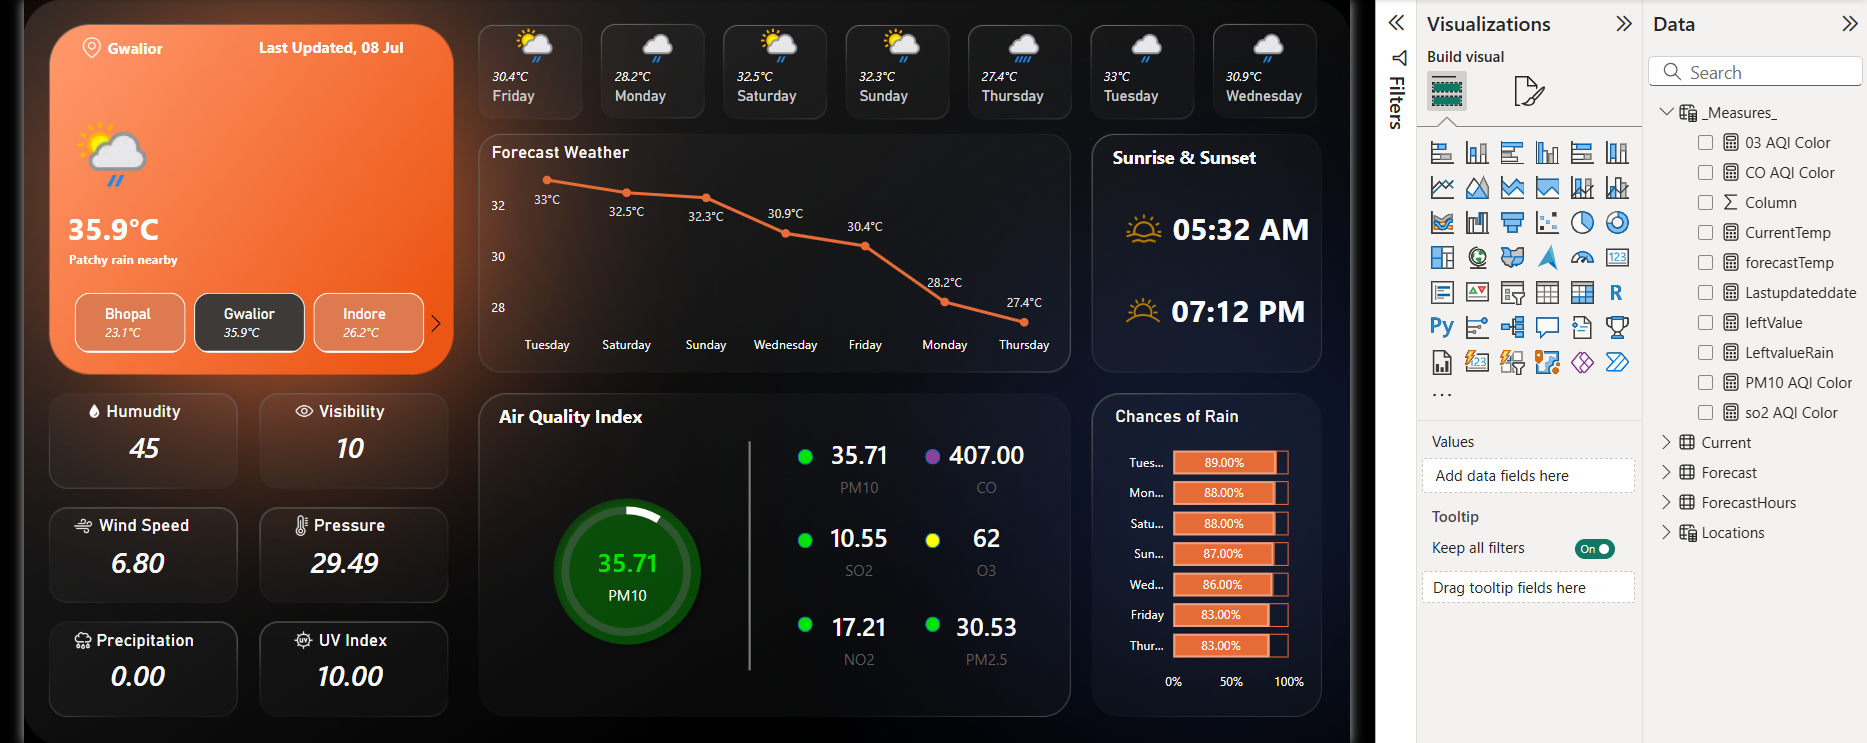 Gwalior
Last Updated, 08 Jul
35.9°C
Patchy rain nearby
Bhopal
23.1°C
Gwalior
35.9°C
Indore
26.2°C
30.4°C
Friday
28.2°C
Monday
32.5°C
Saturday
32.3°C
Sunday
27.4°C
Thursday
33°C
Tuesday
30.9°C
Wednesday
Forecast Weather
32
30
28
33°C
32.5°C
32.3°C
30.9°C
30.4°C
28.2°C
27.4°C
Tuesday
Saturday
Sunday
Wednesday
Friday
Monday
Thursday
Sunrise & Sunset
05:32 AM
07:12 PM
Humudity
45
Visibility
10
Wind Speed
6.80
Pressure
29.49
Precipitation
0.00
UV
UV Index
10.00
Air Quality Index
35.71
PM10
35.71
PM10
407.00
CO
10.55
SO2
62
O3
17.21
NO2
30.53
PM2.5
Chances of Rain
Tues... 89.00%
Mon... 88.00%
Satu... 88.00%
Sun... 87.00%
Wed... 86.00%
Friday 83.00%
Thur... 83.00%
0% 50% 100%
Filters
Visualizations
Build visual
123
R
Py
123
...
Values
Add data fields here
Tooltip
Keep all filters
On
Drag tooltip fields here
Data
Search
_Measures_
03 AQI Color
CO AQI Color
Column
CurrentTemp
forecastTemp
Lastupdateddate
leftValue
LeftvalueRain
PM10 AQI Color
so2 AQI Color
Current
Forecast
ForecastHours
Locations